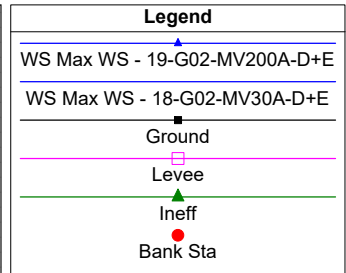 Legend
WS Max WS - 19-G02-MV200A-D+E
WS Max WS - 18-G02-MV30A-D+E
Ground
Levee
Ineff
Bank Sta